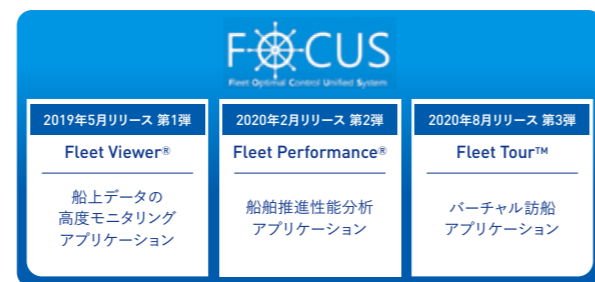 FOCUS
Fleet Optimal Control Unified System
2019年5月リリース 第1弾
Fleet Viewer®
船上データの
高度モニタリング
アプリケーション
2020年2月リリース 第2弾
Fleet Performance®
船舶推進性能分析
アプリケーション
2020年8月リリース 第3弾
Fleet Tour™
バーチャル訪船
アプリケーション